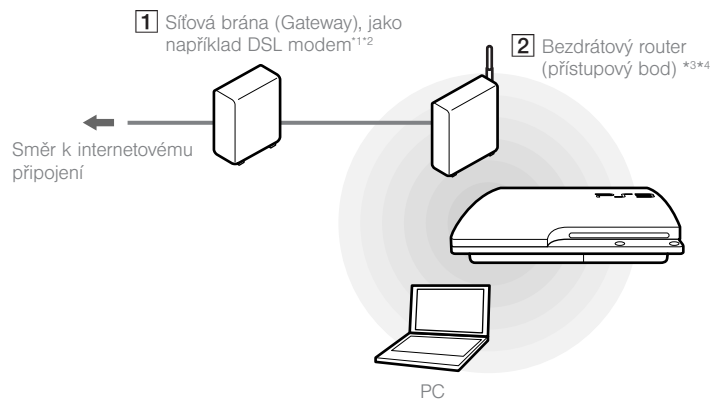 1 Síťová brána (Gateway), jako
například DSL modem*1*2
2 Bezdrátový router
(přístupový bod) *3*4
Směr k internetovému
připojení
PS3
PC